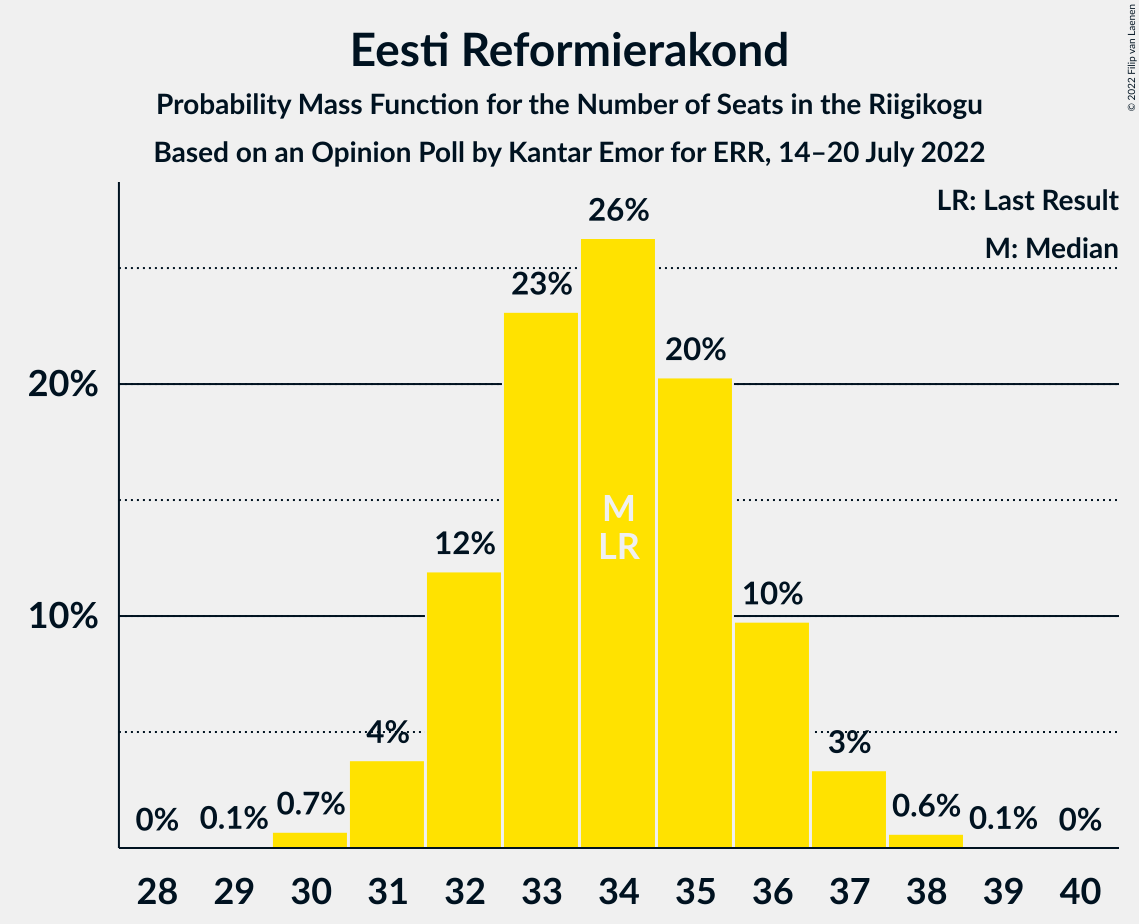 Eesti Reformierakond
Probability Mass Function for the Number of Seats in the Riigikogu
Based on an Opinion Poll by Kantar Emor for ERR, 14–20 July 2022
© 2022 Filip van Laenen
LR: Last Result
M: Median
20%
10%
0%
0.1%
0.7%
4%
12%
23%
26%
20%
10%
3%
0.6%
0.1%
0%
M
LR
28 29 30 31 32 33 34 35 36 37 38 39 40